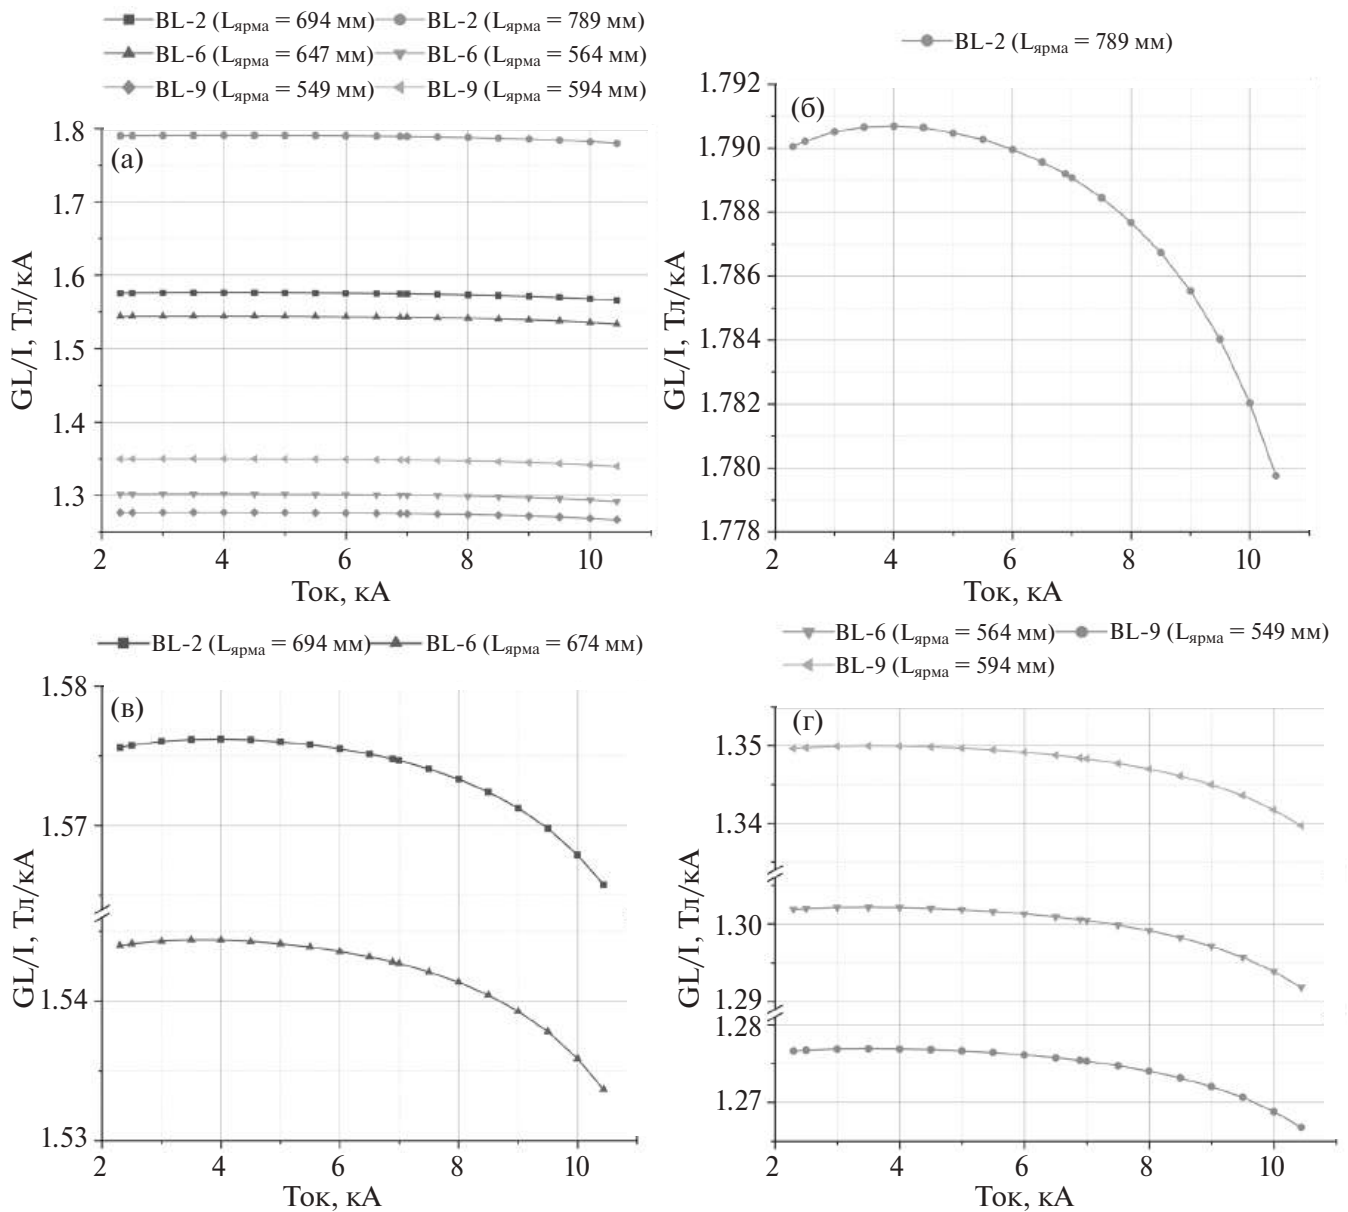 BL-2 (Lярма = 694 мм) BL-2 (Lярма = 789 мм)
BL-6 (Lярма = 647 мм) BL-6 (Lярма = 564 мм)
BL-9 (Lярма = 549 мм) BL-9 (Lярма = 594 мм)
(а)
1.8
1.7
1.6
1.5
1.4
1.3
GL/I, Тл/кА
2 4 6 8 10
Ток, кА
BL-2 (Lярма = 789 мм)
(б)
1.792
1.790
1.788
1.786
1.784
1.782
1.780
1.778
GL/I, Тл/кА
2 4 6 8 10
Ток, кА
BL-2 (Lярма = 694 мм) BL-6 (Lярма = 674 мм)
(в)
1.58
1.57
1.54
1.53
GL/I, Тл/кА
2 4 6 8 10
Ток, кА
BL-6 (Lярма = 564 мм) BL-9 (Lярма = 549 мм)
BL-9 (Lярма = 594 мм)
(г)
1.35
1.34
1.30
1.29
1.28
1.27
GL/I, Тл/кА
2 4 6 8 10
Ток, кА